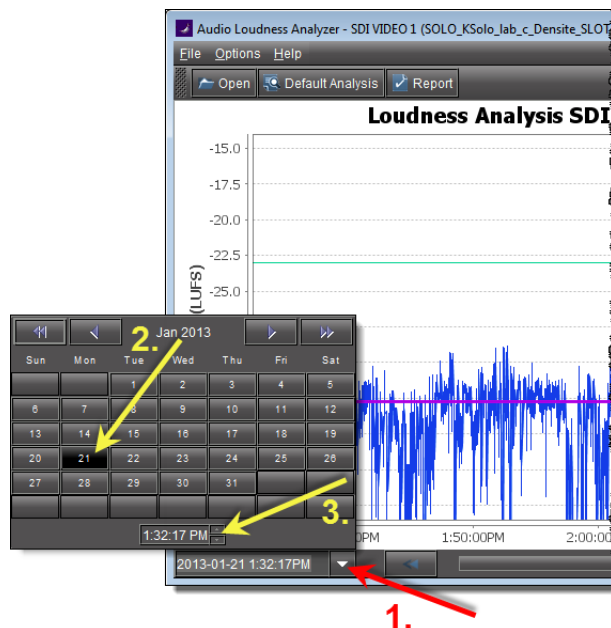 Audio Loudness Analyzer - SDI VIDEO 1 (SOLO_KSolo_lab_c_Densite_SLOT
File Options Help
Open Default Analysis Report
Loudness Analysis SDI
-15.0
-17.5
-20.0
-22.5
-25.0
(LUFS)
2. Jan 2013
Sun Mon Tue Wed Thu Fri Sat
1 2 3 4 5
6 7 8 9 10 11 12
13 14 15 16 17 18 19
20 21 22 23 24 25 26
27 28 29 30 31
3.
1:32:17 PM
PM 1:50:00PM 2:00:00
2013-01-21 1:32:17PM
1.